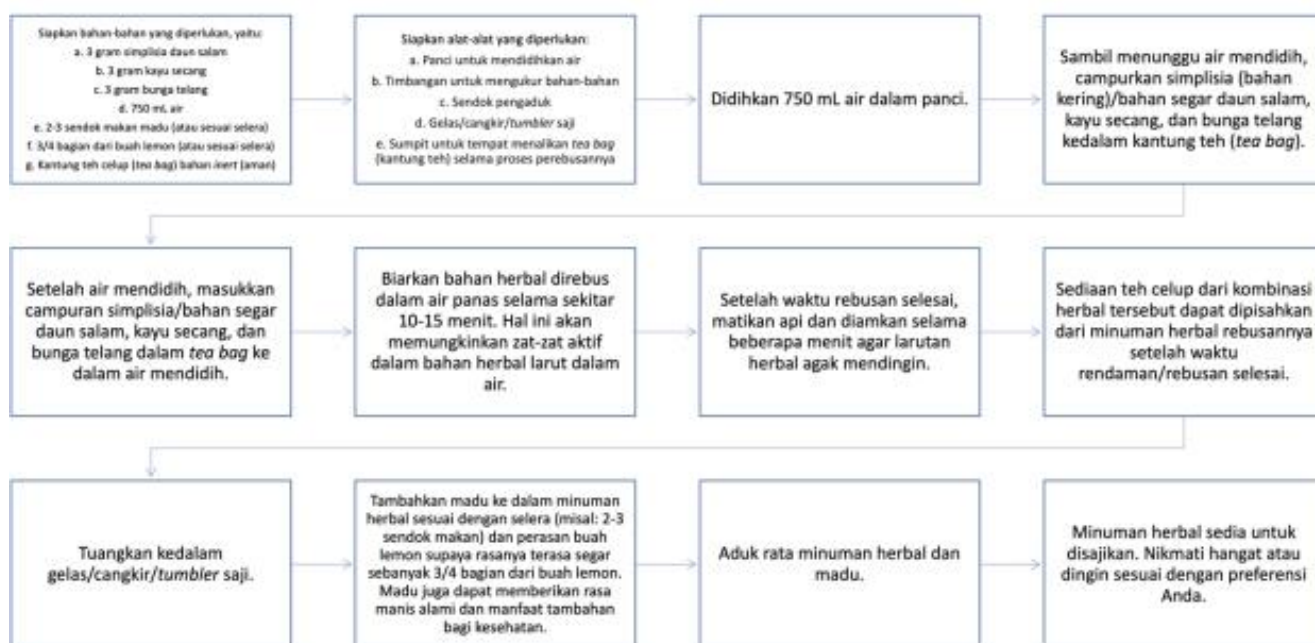 Siapkan bahan-bahan yang diperlukan, yaitu:
a. 3 gram simplisia daun salam
b. 3 gram kayu secang
c. 3 gram bunga telang
d. 750 mL air
e. 2-3 sendok makan madu (atau sesuai selera)
f. 3/4 bagian dari buah lemon (atau sesuai selera)
g. Kantung teh celup (tea bag) bahan inert (aman)
Siapkan alat-alat yang diperlukan:
a. Panci untuk mendidihkan air
b. Timbangan untuk mengukur bahan-bahan
c. Sendok pengaduk
d. Gelas/cangkir/tumbler saji
e. Sumpit untuk tempat menalikan tea bag
(kantung teh) selama proses perebusannya
Didihkan 750 mL air dalam panci.
Sambil menunggu air mendidih,
campurkan simplisia (bahan
kering)/bahan segar daun salam,
kayu secang, dan bunga telang
kedalam kantung teh (tea bag).
Setelah air mendidih, masukkan
campuran simplisia/bahan segar
daun salam, kayu secang, dan
bunga telang dalam tea bag ke
dalam air mendidih.
Biarkan bahan herbal direbus
dalam air panas selama sekitar
10-15 menit. Hal ini akan
memungkinkan zat-zat aktif
dalam bahan herbal larut dalam
air.
Setelah waktu rebusan selesai,
matikan api dan diamkan selama
beberapa menit agar larutan
herbal agak mendingin.
Sediaan teh celup dari kombinasi
herbal tersebut dapat dipisahkan
dari minuman herbal rebusannya
setelah waktu
rendaman/rebusan selesai.
Tuangkan kedalam
gelas/cangkir/tumbler saji.
Tambahkan madu ke dalam minuman
herbal sesuai dengan selera (misal: 2-3
sendok makan) dan perasan buah
lemon supaya rasanya terasa segar
sebanyak 3/4 bagian dari buah lemon.
Madu juga dapat memberikan rasa
manis alami dan manfaat tambahan
bagi kesehatan.
Aduk rata minuman herbal dan
madu.
Minuman herbal sedia untuk
disajikan. Nikmati hangat atau
dingin sesuai dengan preferensi
Anda.